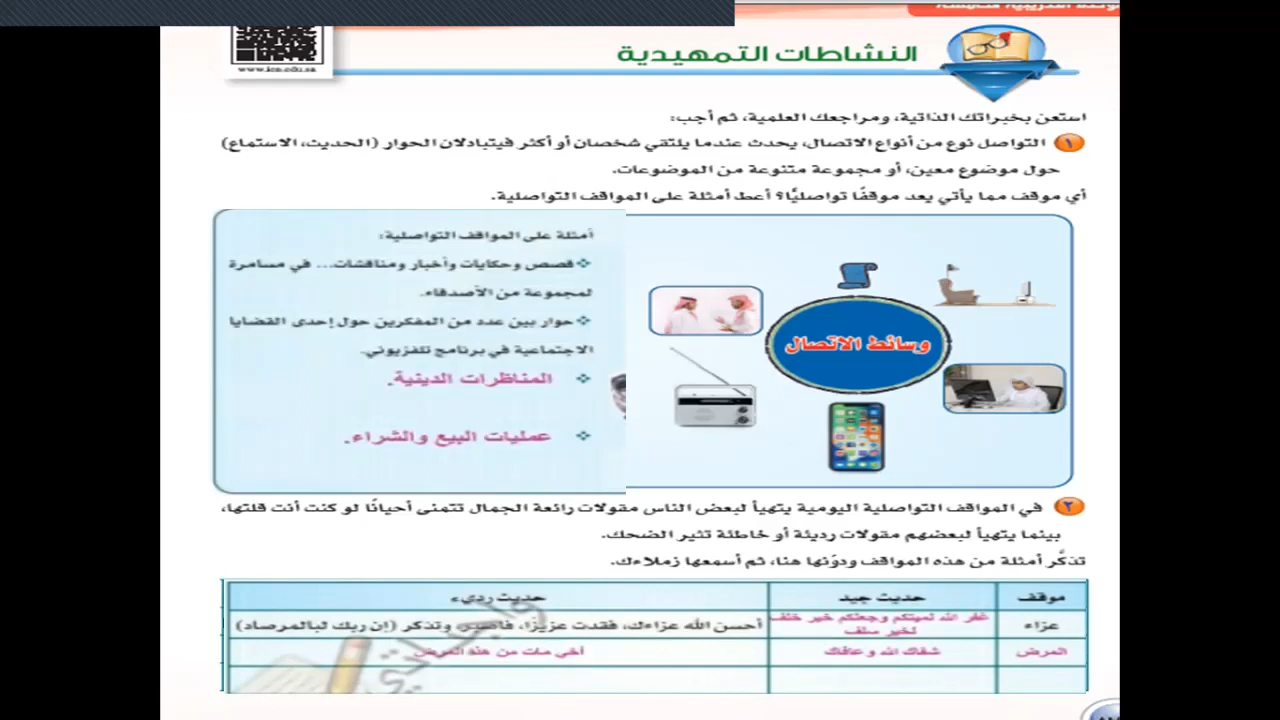 www.ien.edu.sa
النشاطات التمهيدية
استعن بخبراتك الذاتية، ومراجعك العلمية، ثم أجب:
١ التواصل نوع من أنواع الاتصال، يحدث عندما يلتقي شخصان أو أكثر فيتبادلان الحوار (الحديث، الاستماع)
حول موضوع معين، أو مجموعة متنوعة من الموضوعات.
أي موقف مما يأتي يعد موقفًا تواصليًّا؟ أعط أمثلة على المواقف التواصلية.
وسائط الاتصال
أمثلة على المواقف التواصلية:
قصص وحكايات وأخبار ومناقشات... في مسامرة
لمجموعة من الأصدقاء.
حوار بين عدد من المفكرين حول إحدى القضايا
الاجتماعية في برنامج تلفزيوني.
المناظرات الدينية.
عمليات البيع والشراء.
٢ في المواقف التواصلية اليومية يتهيأ لبعض الناس مقولات رائعة الجمال تتمنى أحيانًا لو كنت أنت قلتها،
بينما يتهيأ لبعضهم مقولات رديئة أو خاطئة تثير الضحك.
تذكَّر أمثلة من هذه المواقف ودوّنها هنا، ثم أسمعها زملاءك.
موقف حديث جيد حديث رديء
عزاء غفر الله لميتكم وجعلكم خير خلف لخير سلف أحسن الله عزاءك، فقدت عزيزًا، فاصبر، وتذكر (إن ربك لبالمرصاد)
المرض شفاك الله وعافاك أخي مات من هذا المرض